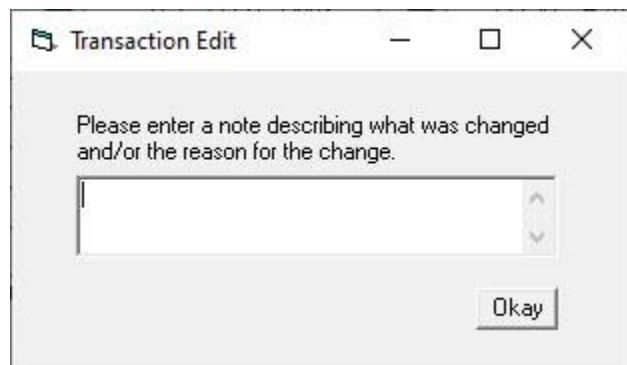 Transaction Edit
Please enter a note describing what was changed
and/or the reason for the change.
Okay